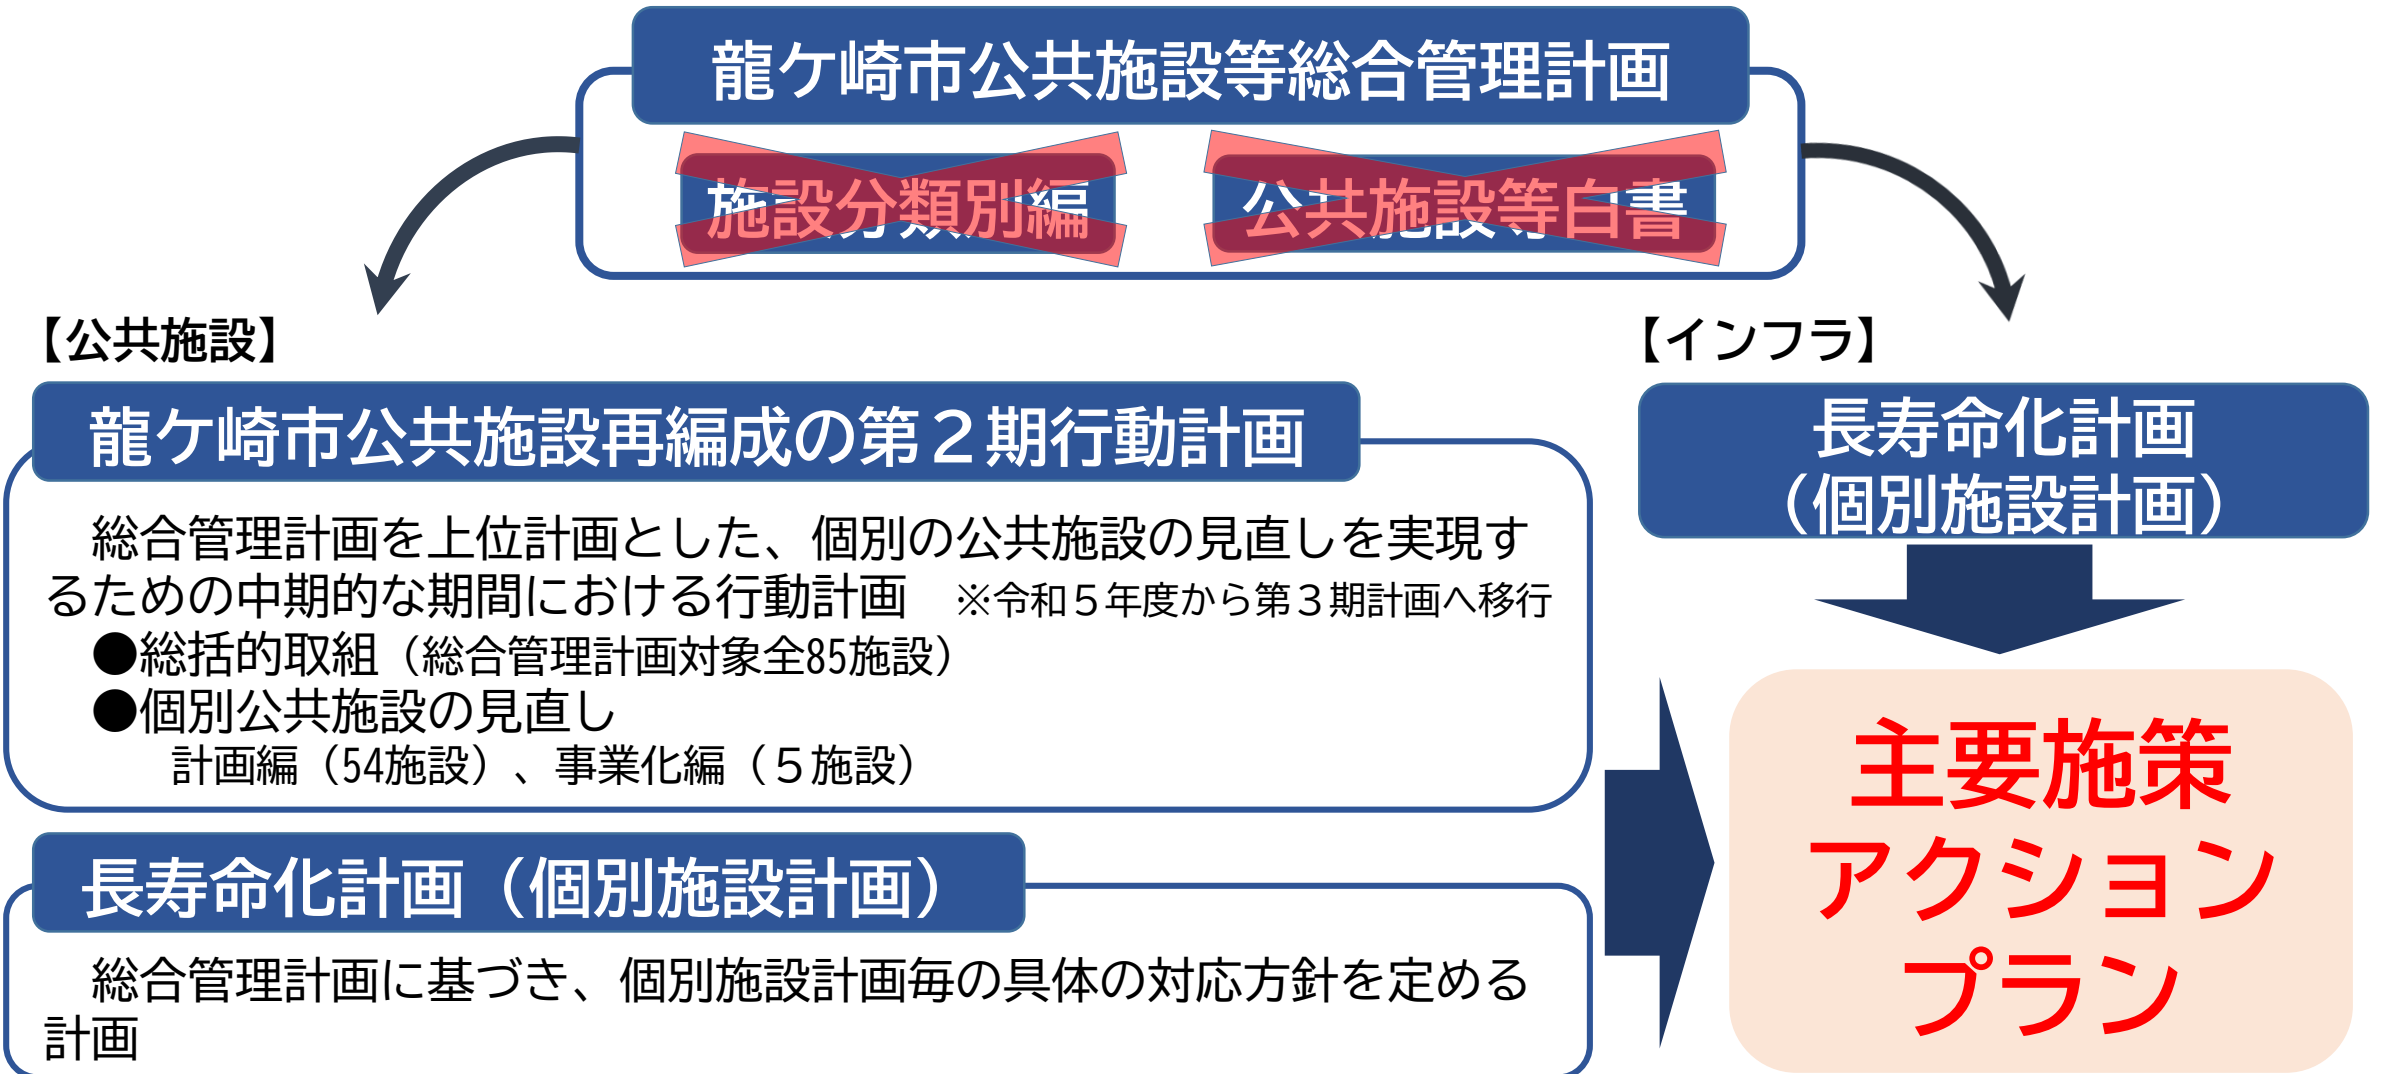 龍ケ崎市公共施設等総合管理計画
施設分類別編
公共施設等白書
【公共施設】
龍ケ崎市公共施設再編成の第２期行動計画
　総合管理計画を上位計画とした、個別の公共施設の見直しを実現す
るための中期的な期間における行動計画　※令和５年度から第３期計画へ移行
　●総括的取組（総合管理計画対象全85施設）
　●個別公共施設の見直し
　　　計画編（54施設）、事業化編（５施設）
長寿命化計画（個別施設計画）
　総合管理計画に基づき、個別施設計画毎の具体の対応方針を定める
計画
【インフラ】
長寿命化計画
（個別施設計画）
主要施策
アクション
プラン